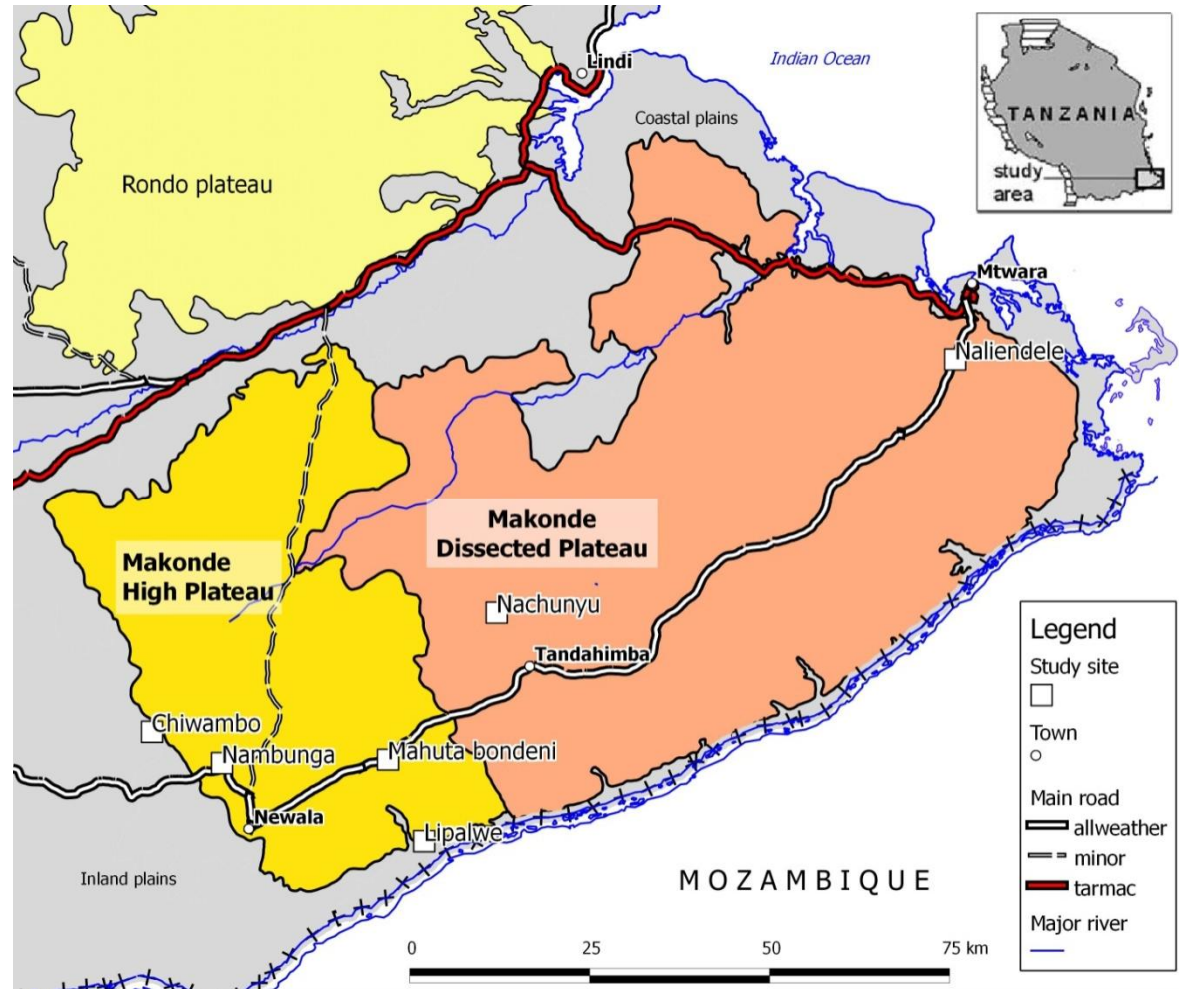 Lindi
Indian Ocean
Coastal plains
TANZANIA
study
area
Rondo plateau
Mtwara
Naliendele
Makonde
Dissected Plateau
Makonde
High Plateau
Nachunyu
Tandahimba
Chiwambo
Nambunga
Mahuta bondeni
Newala
Lipalwe
Inland plains
MOZAMBIQUE
0 25 50 75 km
Legend
Study site
Town
Main road
allweather
minor
tarmac
Major river